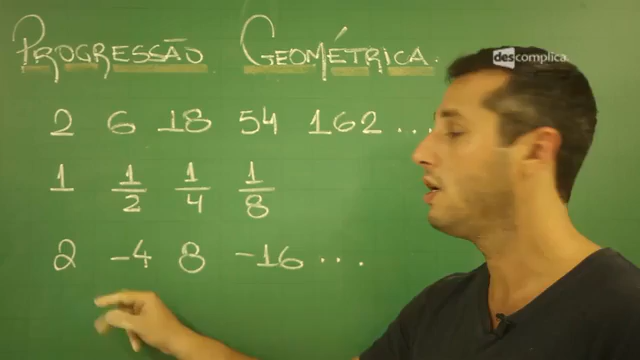 PROGRESSÃO GEOMÉTRICA.
descomplica
2 6 18 54 162 ...
1 1/2 1/4 1/8
2 -4 8 -16 ...